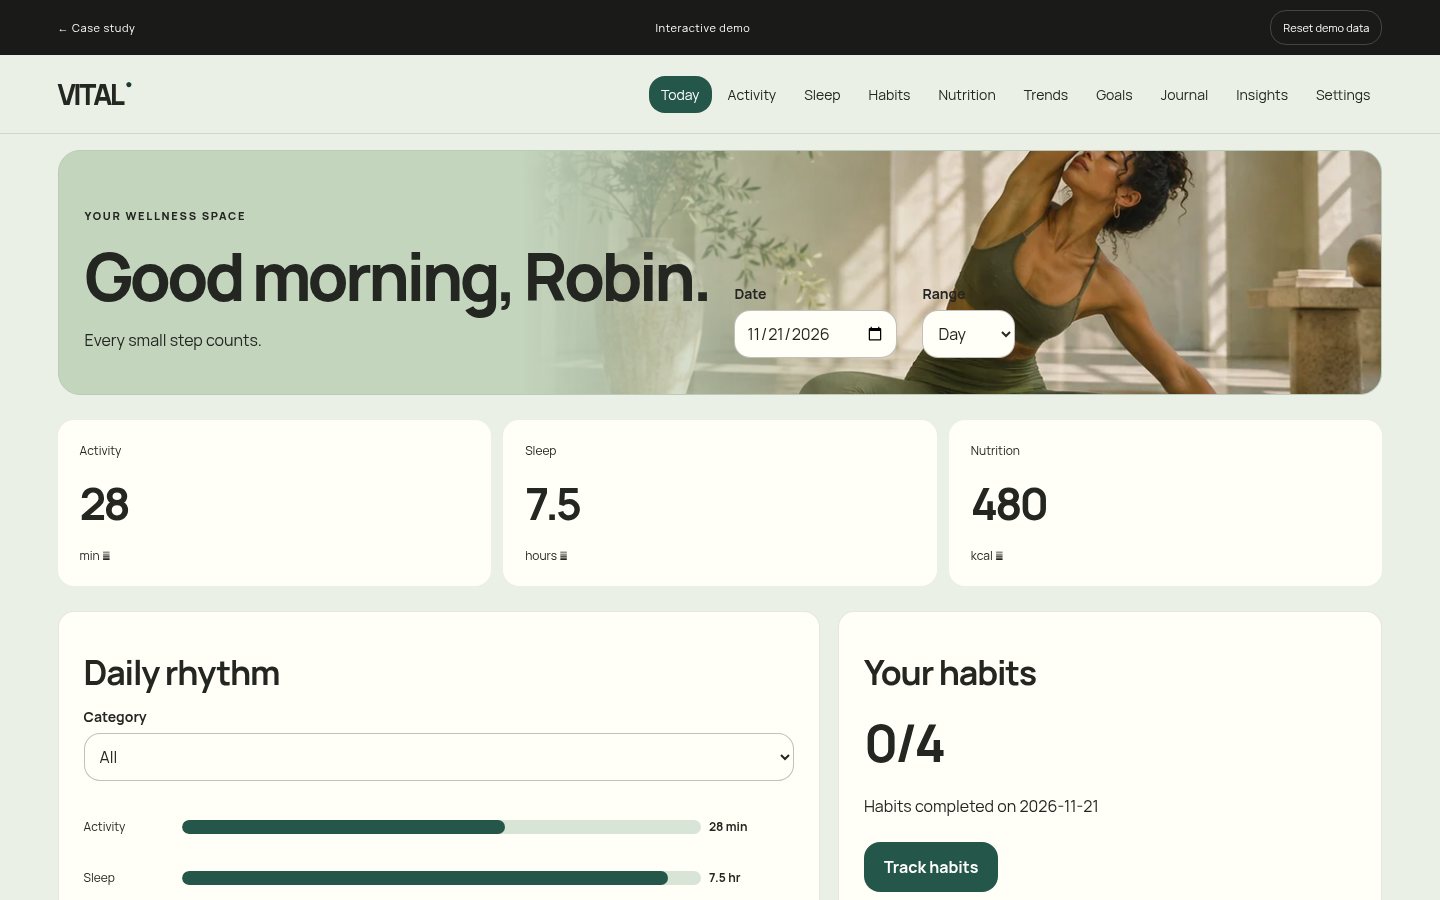 ← Case study
Interactive demo
Reset demo data
VITAL
Today
Activity
Sleep
Habits
Nutrition
Trends
Goals
Journal
Insights
Settings
YOUR WELLNESS SPACE
Good morning, Robin.
Every small step counts.
Date
11/21/2026
Range
Day
Activity
28
min
Sleep
7.5
hours
Nutrition
480
kcal
Daily rhythm
Category
All
Activity
28 min
Sleep
7.5 hr
Your habits
0/4
Habits completed on 2026-11-21
Track habits